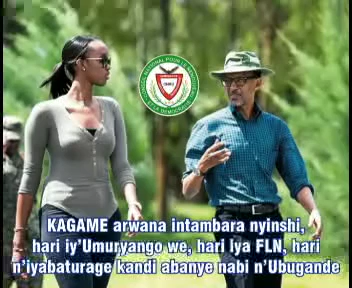 KAGAME arwana intambara nyinshi,
hari iy'Umuryango we, hari iya FLN, hari
n'iyabaturage kandi abanye nabi n'Ubugande